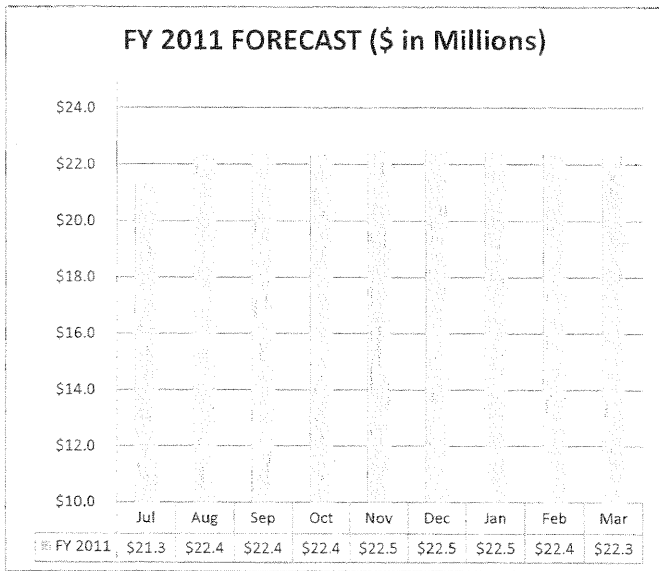 FY 2011 FORECAST ($ in Millions)
$24.0
$22.0
$20.0
$18.0
$16.0
$14.0
$12.0
$10.0
Jul Aug Sep Oct Nov Dec Jan Feb Mar
FY 2011 $21.3 $22.4 $22.4 $22.4 $22.5 $22.5 $22.5 $22.4 $22.3